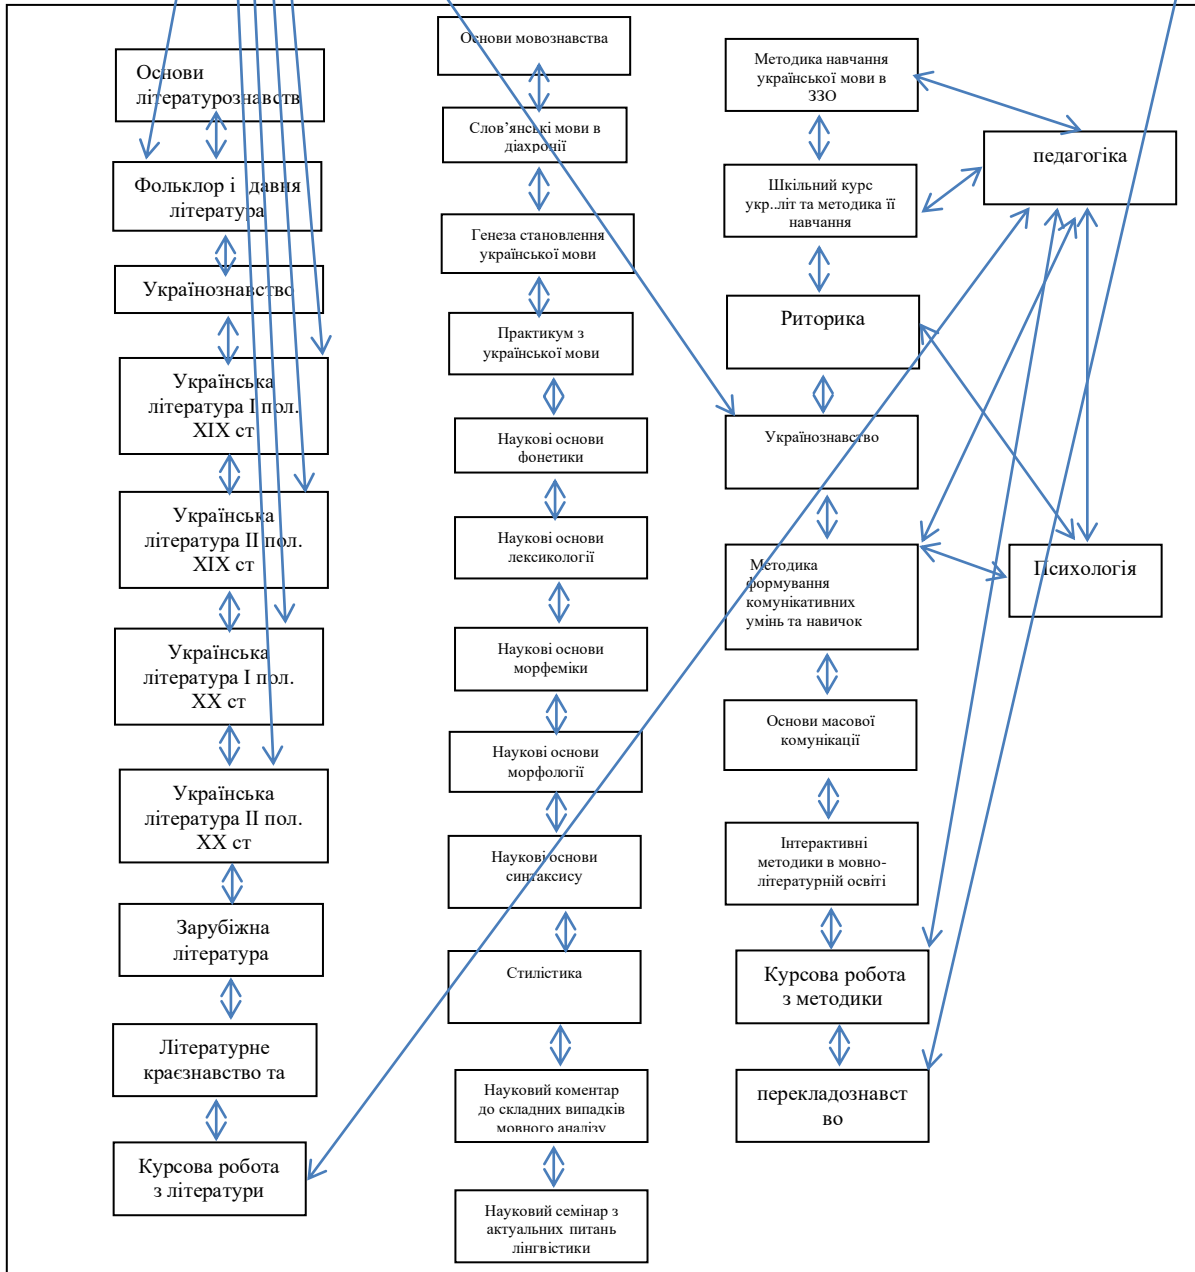 Основи
літературознавств
Фольклор і давня
література
Українознавство
Українська
література І пол.
ХІХ ст
Українська
література ІІ пол.
ХІХ ст
Українська
література І пол.
ХХ ст
Українська
література ІІ пол.
ХХ ст
Зарубіжна
література
Літературне
краєзнавство та
Курсова робота
з літератури
Основи мовознавства
Слов’янські мови в
діахронії
Генеза становлення
української мови
Практикум з
української мови
Наукові основи
фонетики
Наукові основи
лексикології
Наукові основи
морфеміки
Наукові основи
морфології
Наукові основи
синтаксису
Стилістика
Науковий коментар
до складних випадків
мовного аналізу
Науковий семінар з
актуальних питань
лінгвістики
Методика навчання
української мови в
ЗЗО
Шкільний курс
укр..літ та методика її
навчання
Риторика
Українознавство
Методика
формування
комунікативних
умінь та навичок
Основи масової
комунікації
Інтерактивні
методики в мовно-
літературній освіті
Курсова робота
з методики
перекладознавст
во
педагогіка
Психологія